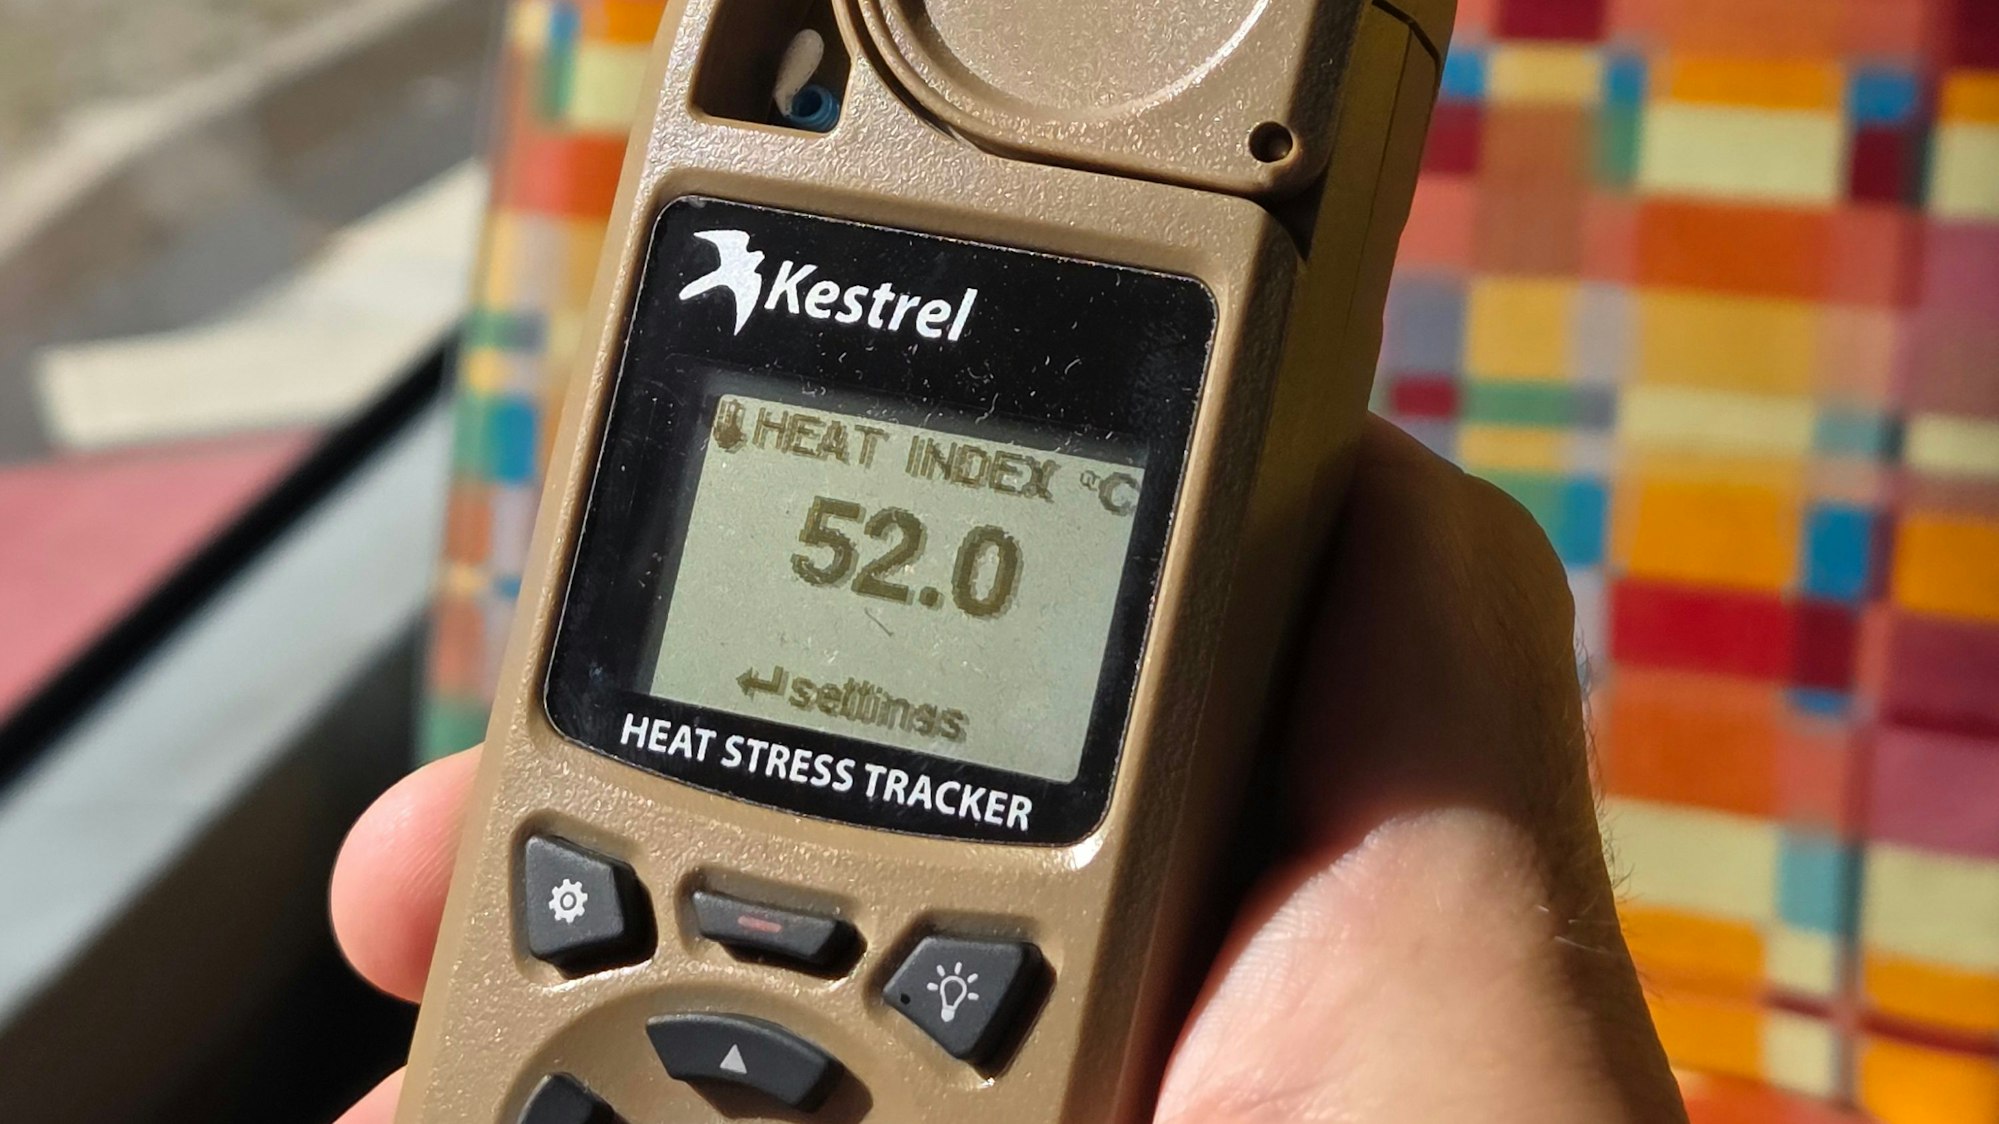 Kestrel
HEAT INDEX °C
52.0
settings
HEAT STRESS TRACKER